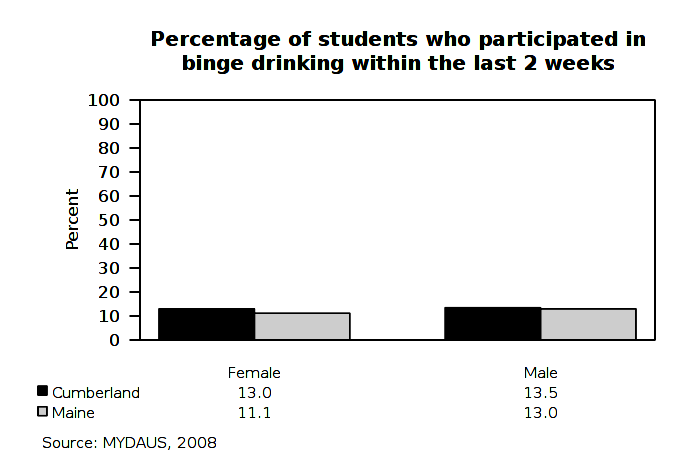 Percentage of students who participated in
binge drinking within the last 2 weeks
100
90
80
70
60
50
40
30
20
10
0
Percent
Female Male
Cumberland 13.0 13.5
Maine 11.1 13.0
Source: MYDAUS, 2008